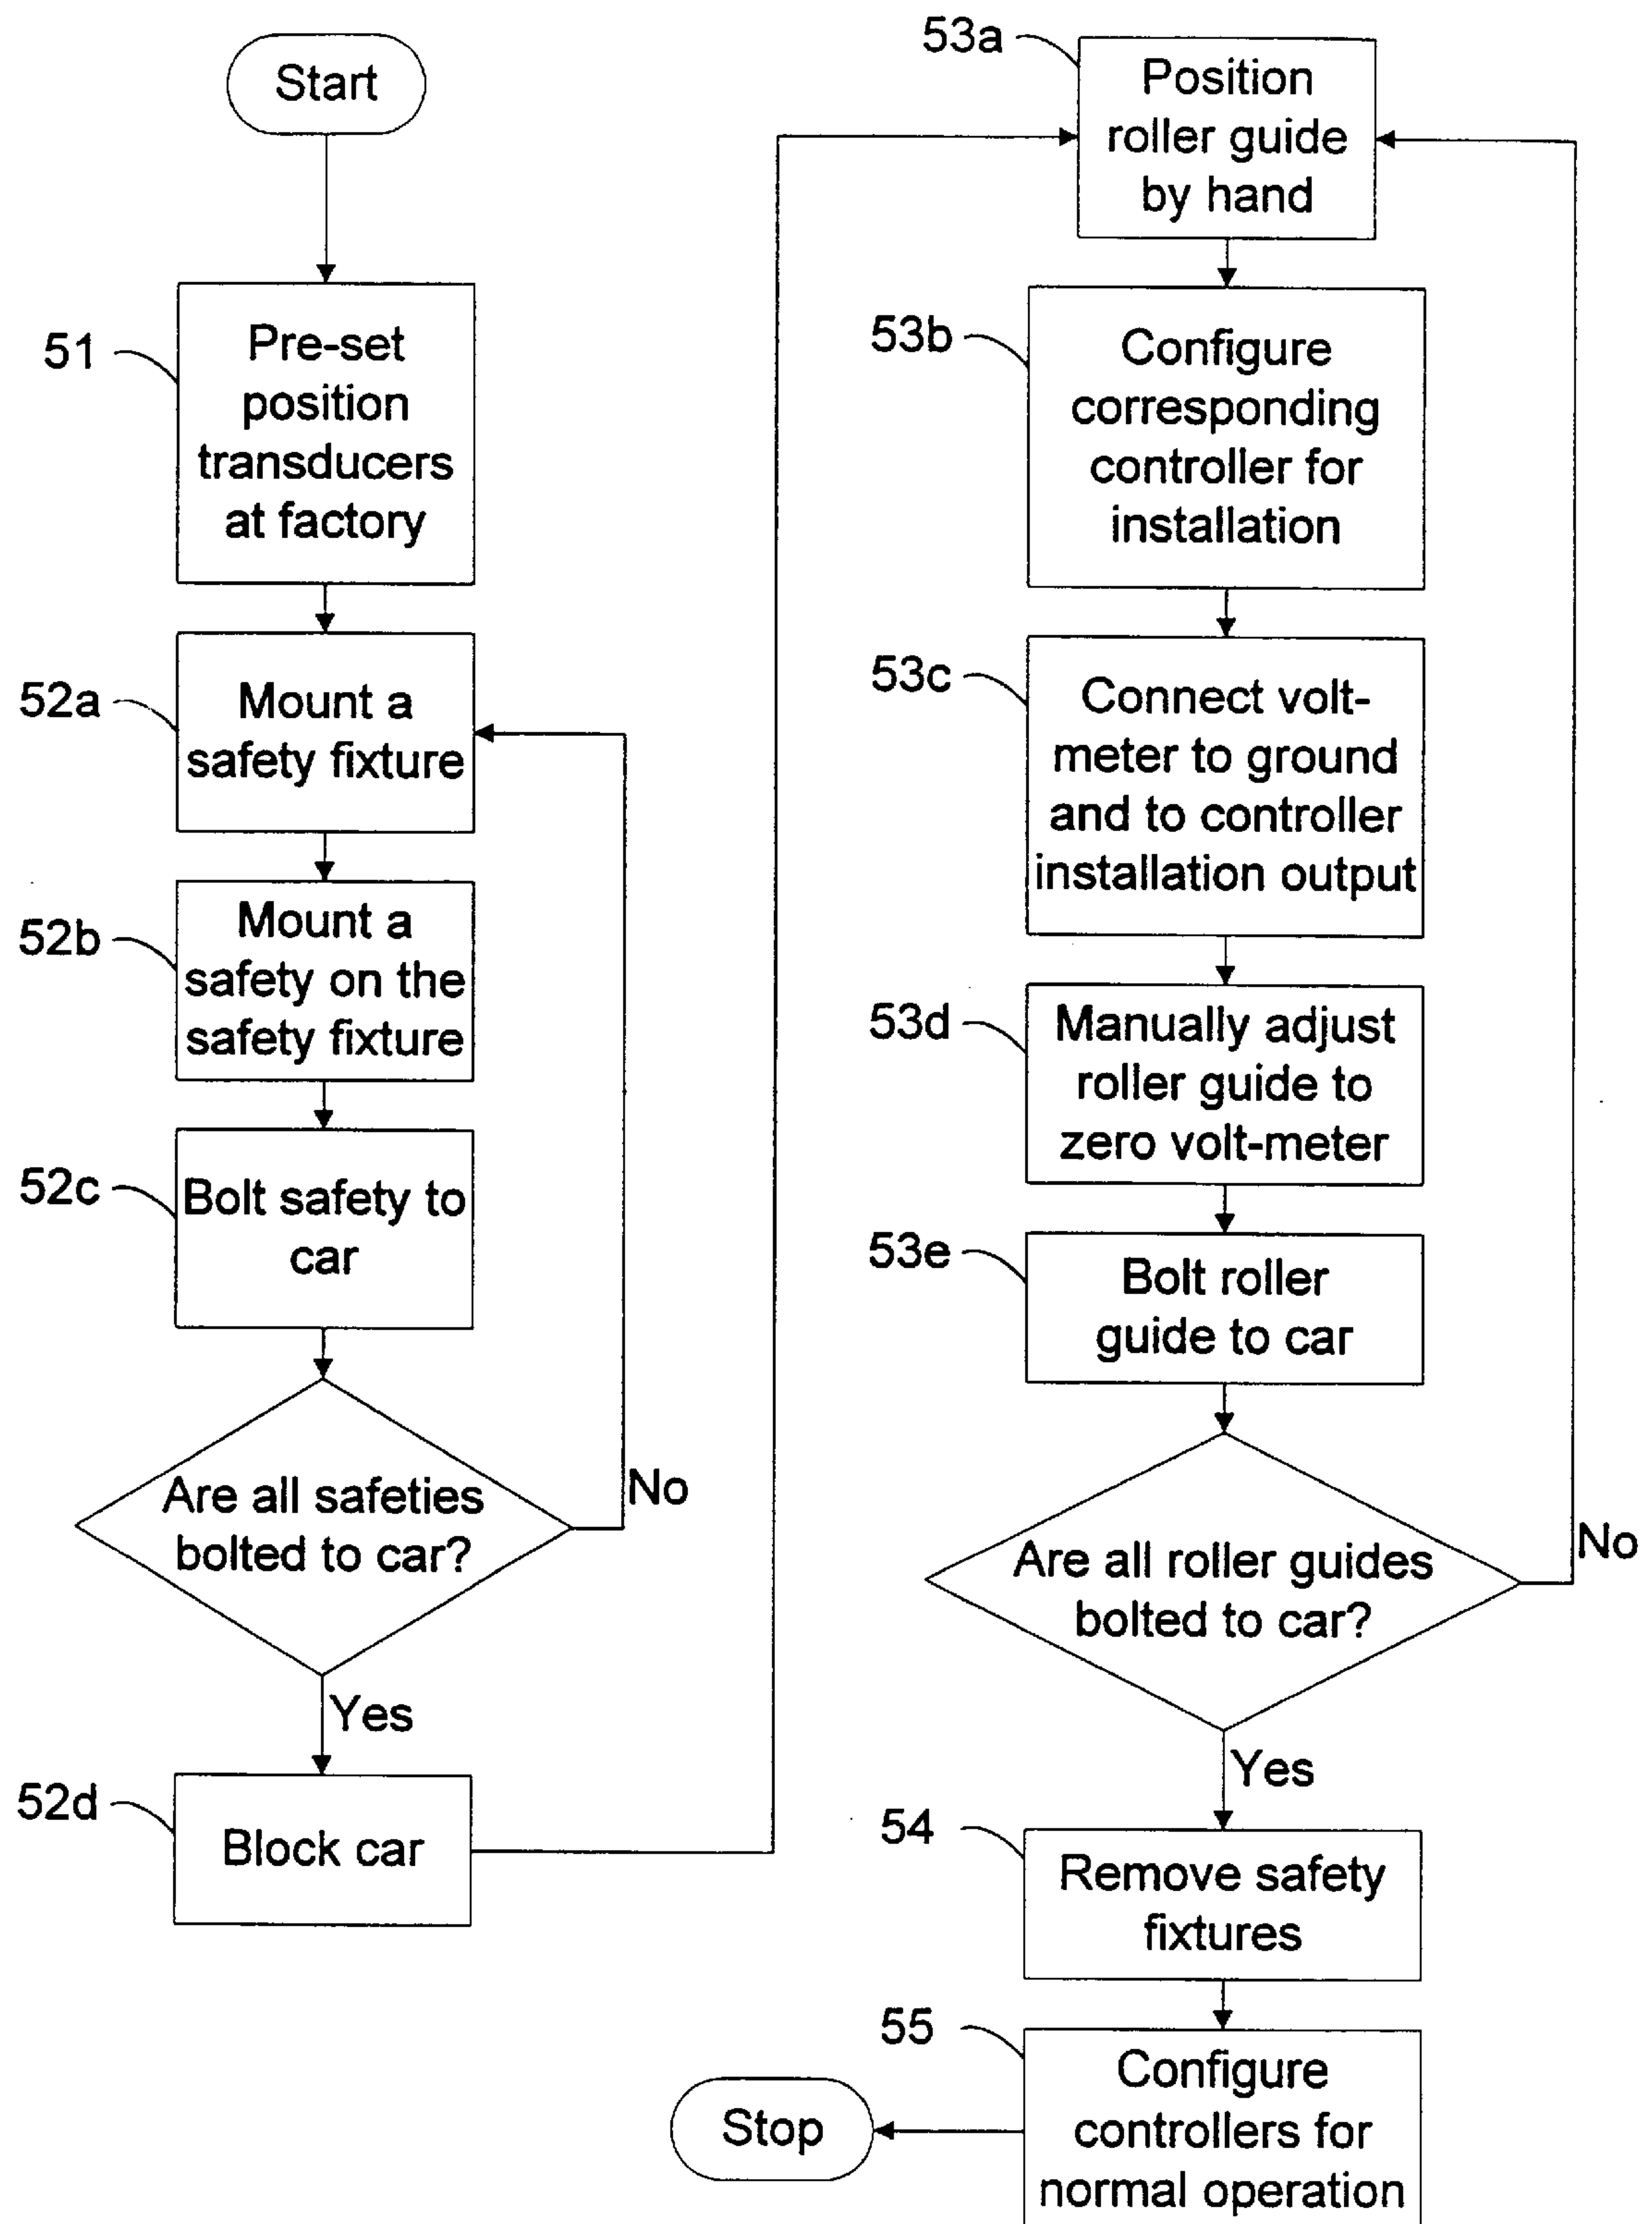 Start
51
Pre-set
position
transducers
at factory
52a
Mount a
safety fixture
52b
Mount a
safety on the
safety fixture
52c
Bolt safety to
car
Are all safeties
bolted to car?
No
Yes
52d
Block car
53a
Position
roller guide
by hand
53b
Configure
corresponding
controller for
installation
53c
Connect volt-
meter to ground
and to controller
installation output
53d
Manually adjust
roller guide to
zero volt-meter
53e
Bolt roller
guide to car
Are all roller guides
bolted to car?
No
Yes
54
Remove safety
fixtures
55
Configure
controllers for
normal operation
Stop